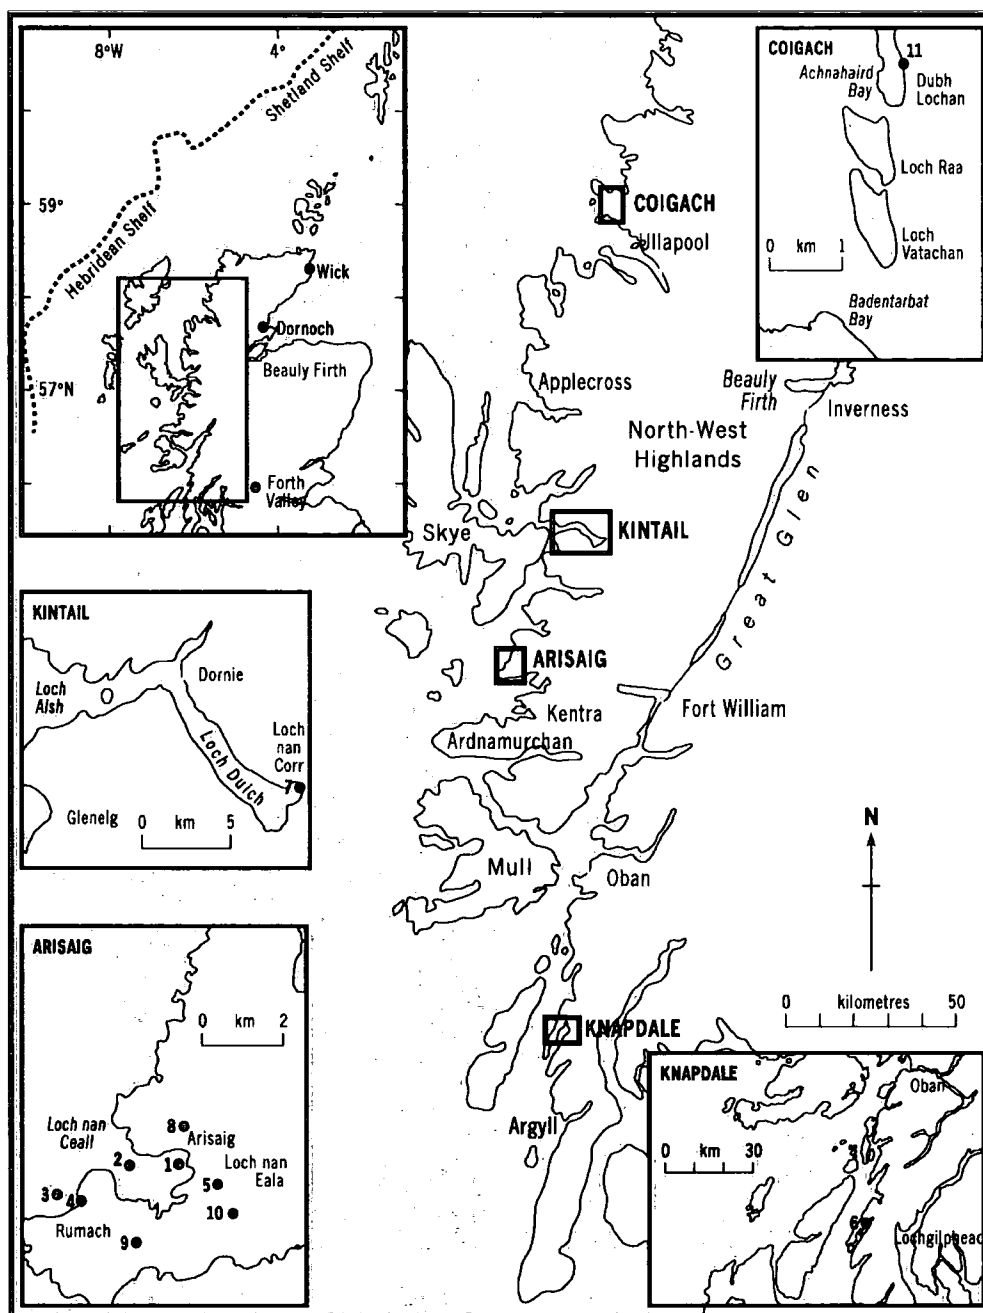 8°W
4°
Shetland Shelf
59°
Hebridean Shelf
Wick
Dornoch
Beauly Firth
57°N
Forth
Valley
COIGACH
11
Achnahaird
Bay
Dubh
Lochan
Loch Raa
0 km 1
Loch
Vatachan
Badentarbat
Bay
COIGACH
Ullapool
Applecross
Beauly
Firth
Inverness
North-West
Highlands
Great Glen
Skye
KINTAIL
ARISAIG
Kentra
Fort William
Ardnamurchan
Mull
Oban
N
0 kilometres 50
KNAPDALE
Argyll
KINTAIL
Dornie
Loch
Alsh
Loch Duich
Loch
nan
Corr
7
Glenelg
0 km 5
ARISAIG
0 km 2
8
Arisaig
Loch nan
Ceall
2
1
Loch nan
Eala
5
3
4
10
Rumach
9
KNAPDALE
Oban
0 km 30
6
Lochgilphead